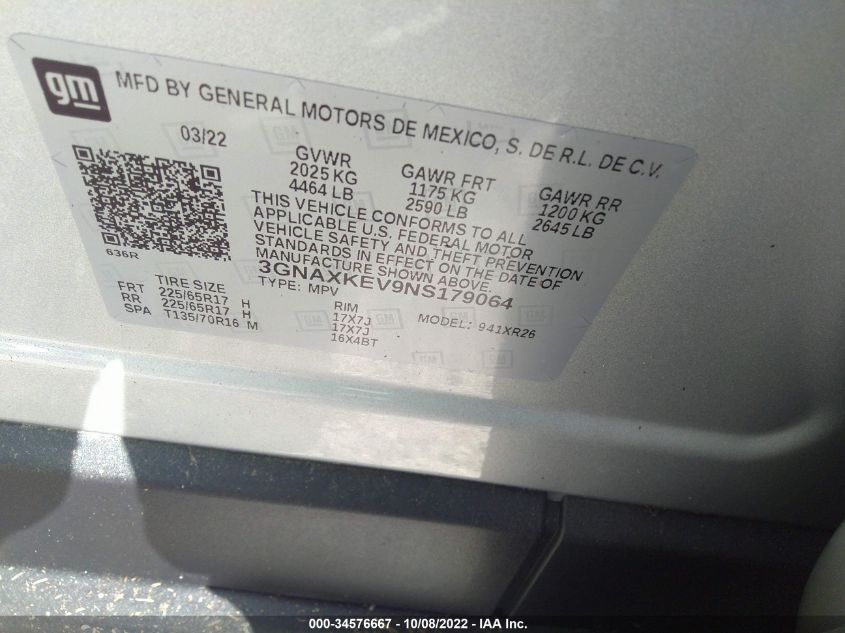 gm
MFD BY GENERAL MOTORS DE MEXICO, S. DE R.L. DE C.V.
03/22
GVWR GAWR FRT GAWR RR
2025 KG 1175 KG 1200 KG
4464 LB 2590 LB 2645 LB
THIS VEHICLE CONFORMS TO ALL
APPLICABLE U.S. FEDERAL MOTOR
VEHICLE SAFETY AND THEFT PREVENTION
STANDARDS IN EFFECT ON THE DATE OF
MANUFACTURE SHOWN ABOVE.
636R
3GNAXKEV9NS179064
TYPE: MPV MODEL: 941XR26
TIRE SIZE RIM
FRT 225/65R17 H 17X7J
RR 225/65R17 H 17X7J
SPA T135/70R16 M 16X4BT
000-34576667 - 10/08/2022 - IAA Inc.